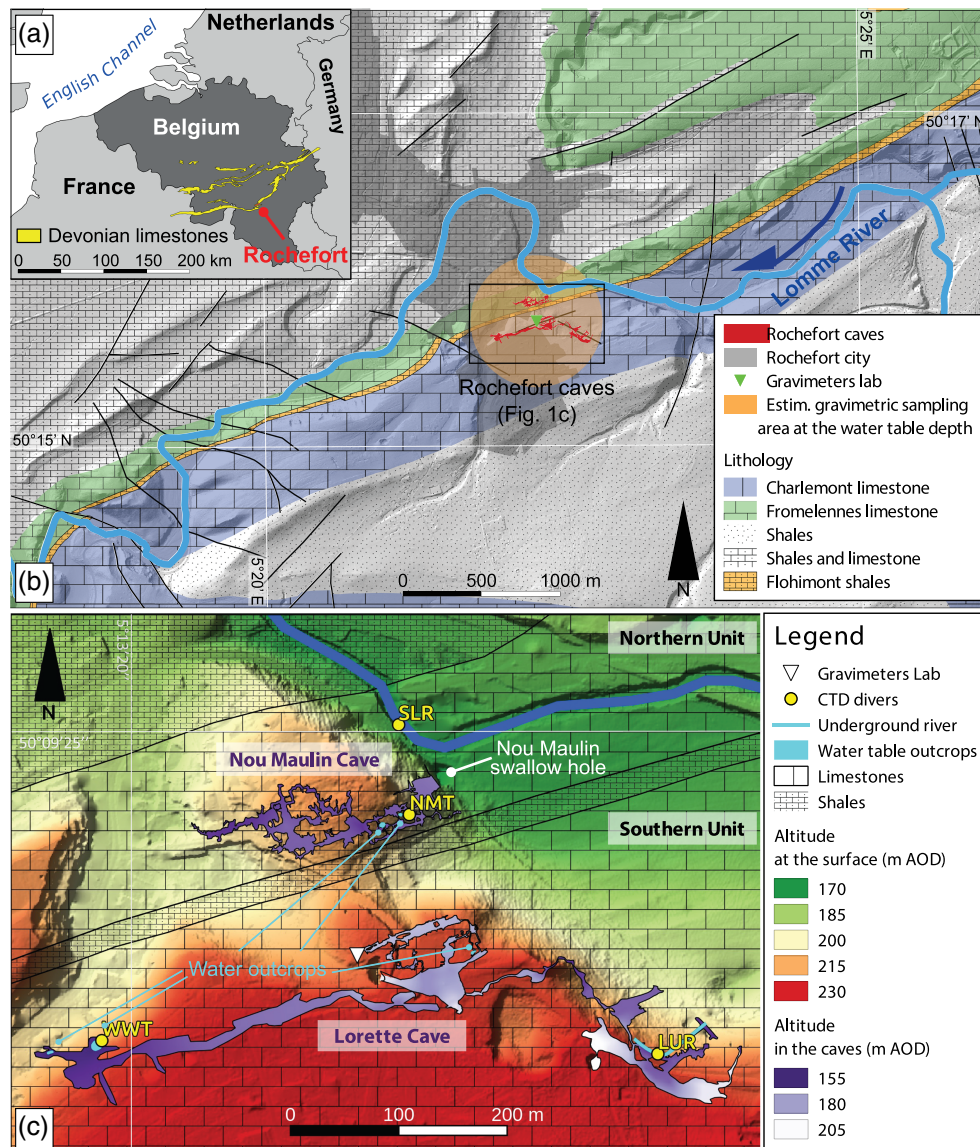 (a)
Netherlands
English Channel
Germany
Belgium
France
Devonian limestones
Rochefort
0 50 100 150 200 km
5°25' E
50°17' N
Lomme River
Rochefort caves
(Fig. 1c)
50°15' N
5°20' E
0 500 1000 m
N
(b)
Rochefort caves
Rochefort city
Gravimeters lab
Estim. gravimetric sampling
area at the water table depth
Lithology
Charlemont limestone
Fromelennes limestone
Shales
Shales and limestone
Flohimont shales
N
5°13'7.0"
50°09'25"
Northern Unit
SLR
Nou Maulin Cave
Nou Maulin
swallow hole
NMT
Southern Unit
Water outcrops
WWT
Lorette Cave
LUR
0 100 200 m
(c)
Legend
Gravimeters Lab
CTD divers
Underground river
Water table outcrops
Limestones
Shales
Altitude
at the surface (m AOD)
170
185
200
215
230
Altitude
in the caves (m AOD)
155
180
205